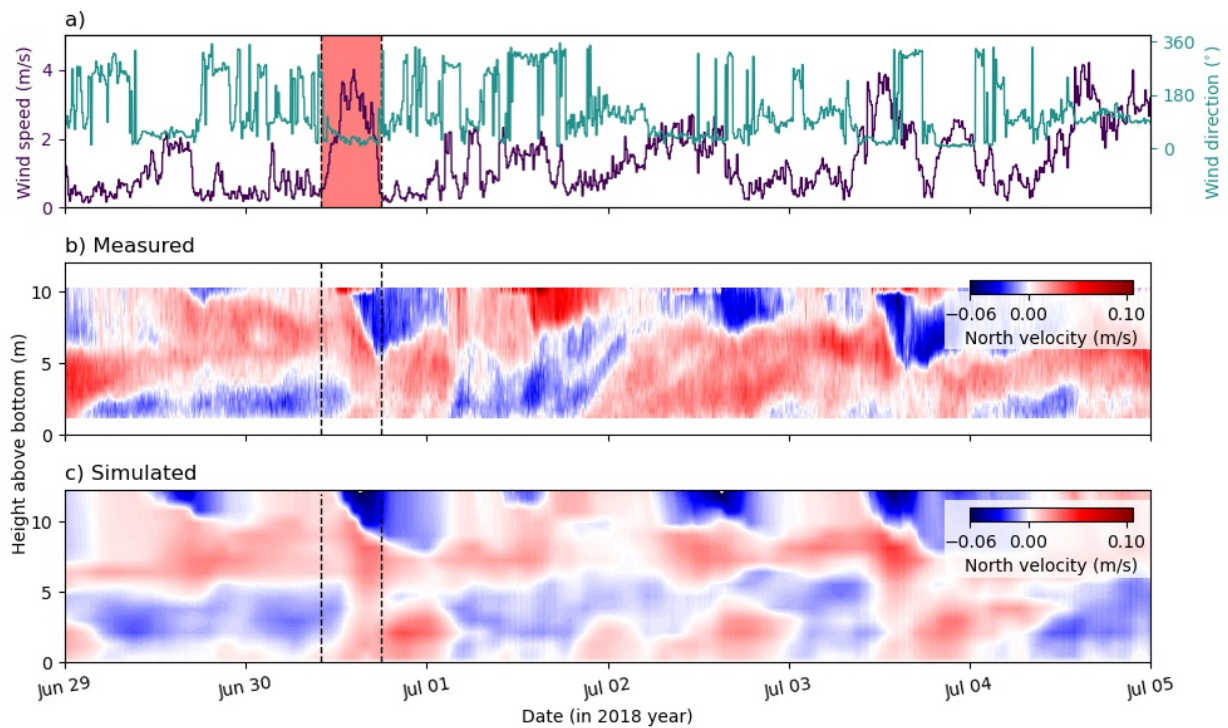 a)
Wind speed (m/s)
4
2
0
360
180
0
Wind direction (°)
b) Measured
10
5
0
−0.06 0.00 0.10
North velocity (m/s)
Height above bottom (m)
c) Simulated
10
5
0
−0.06 0.00 0.10
North velocity (m/s)
Jun 29 Jun 30 Jul 01 Jul 02 Jul 03 Jul 04 Jul 05
Date (in 2018 year)